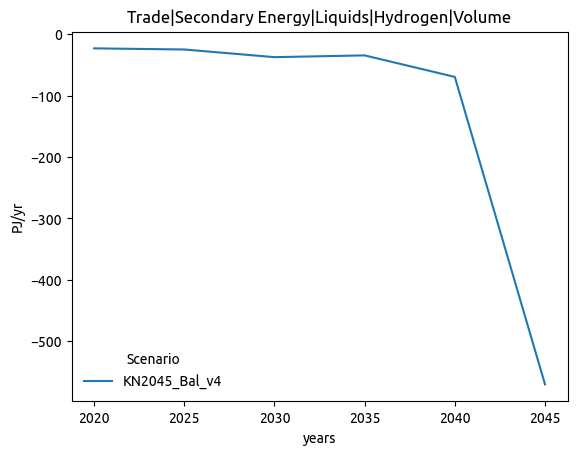 Trade|Secondary Energy|Liquids|Hydrogen|Volume
0
−100
−200
−300
−400
−500
PJ/yr
Scenario
KN2045_Bal_v4
2020 2025 2030 2035 2040 2045
years